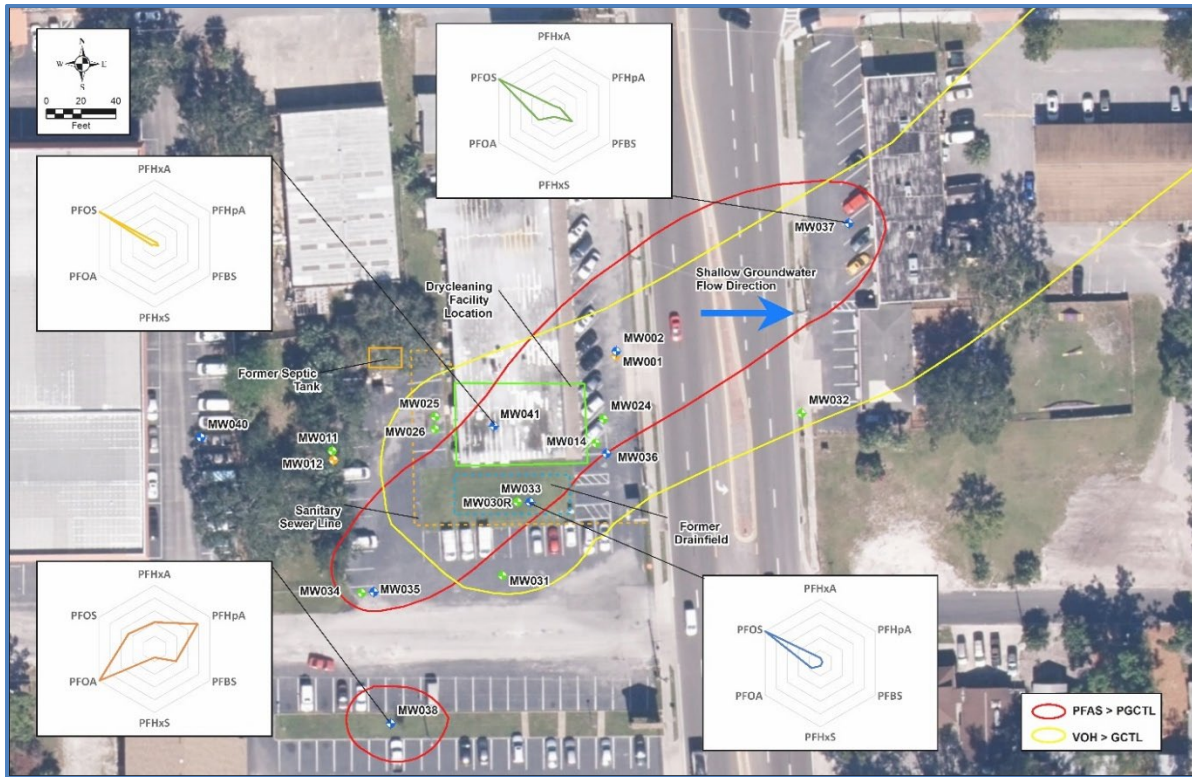 N
W E
S
0 20 40
Feet
PFHxA
PFOS
PFHpA
PFOA
PFBS
PFHxS
PFHxA
PFOS
PFHpA
PFOA
PFBS
PFHxS
MW037
Shallow Groundwater
Flow Direction
Drycleaning
Facility
Location
MW002
MW001
Former Septic
Tank
MW025
MW026
MW041
MW024
MW032
MW040
MW011
MW012
MW014
MW036
MW033
MW030R
Sanitary
Sewer Line
Former
Drainfield
MW031
MW034
MW035
PFHxA
PFOS
PFHpA
PFOA
PFBS
PFHxS
MW038
PFHxA
PFOS
PFHpA
PFOA
PFBS
PFHxS
PFAS > PGCTL
VOH > GCTL